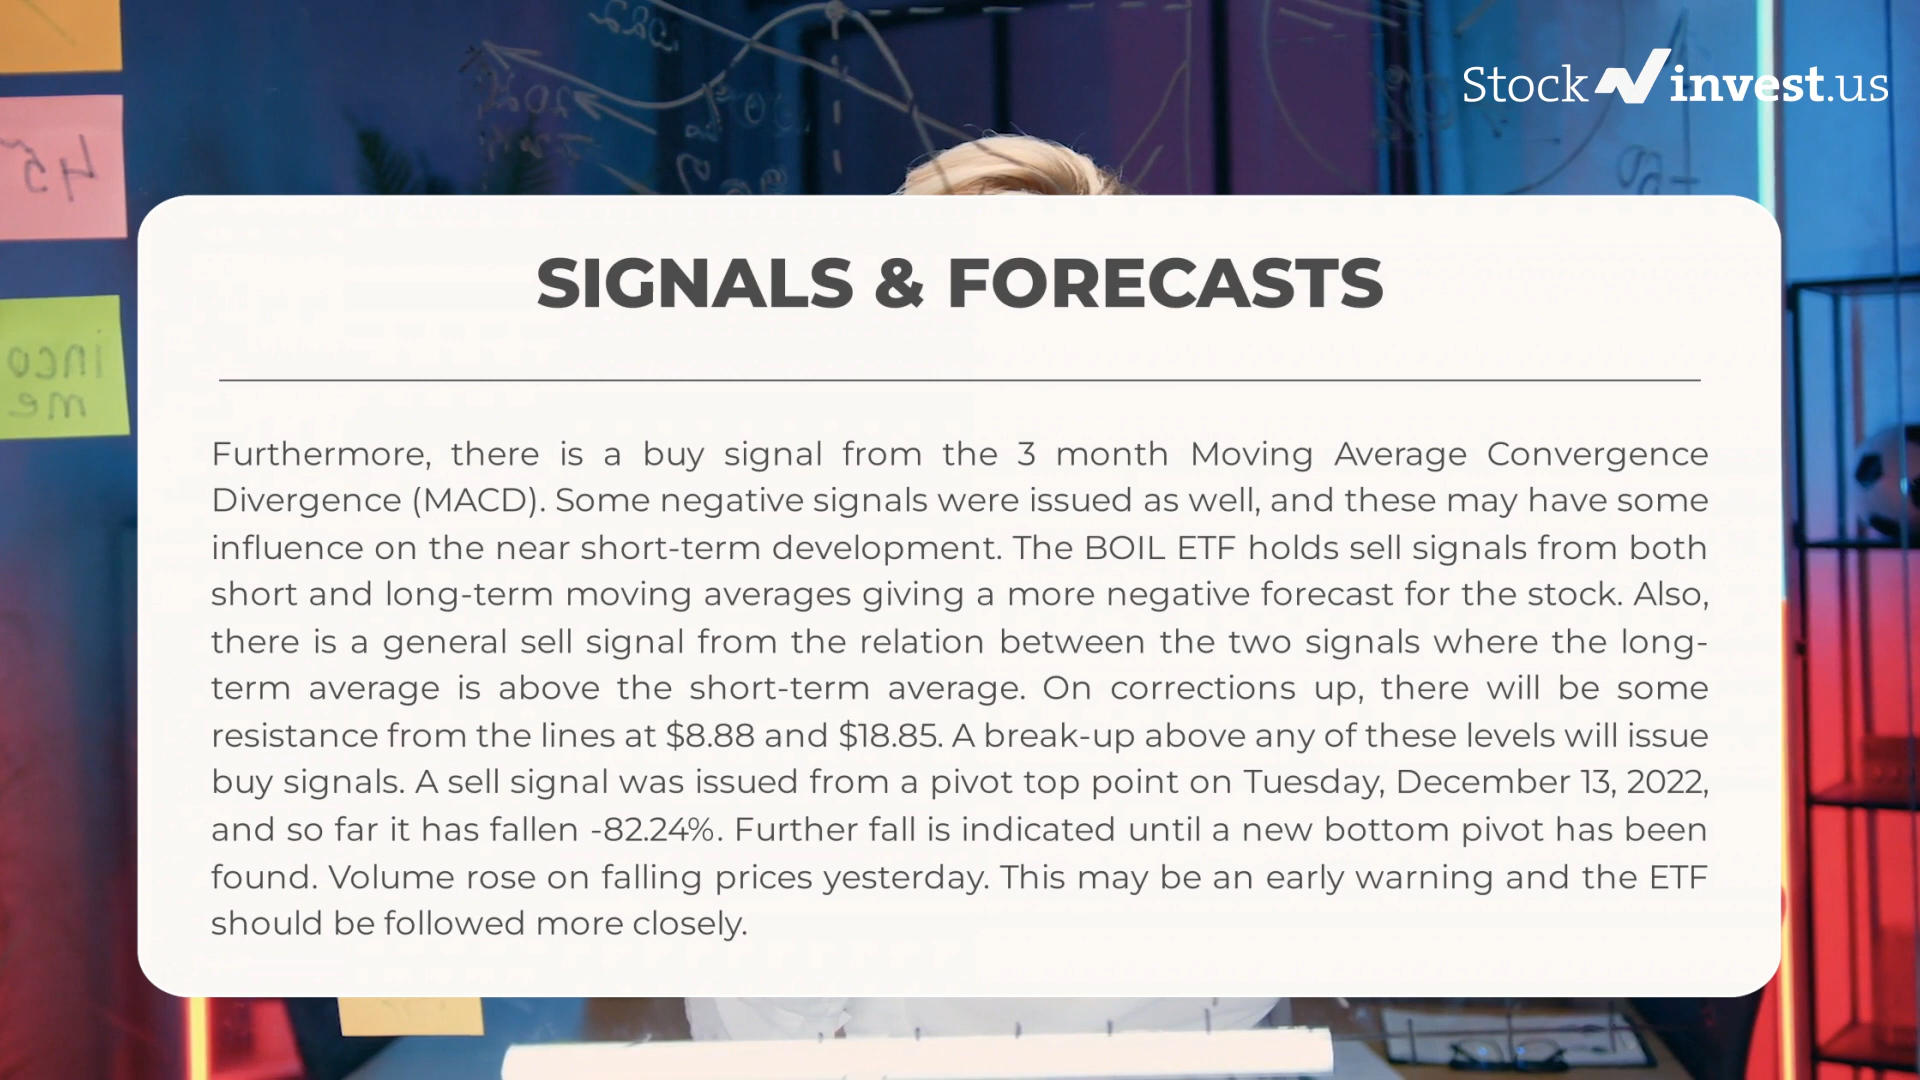 Stock invest.us
45
inco
me
SIGNALS & FORECASTS
Furthermore, there is a buy signal from the 3 month Moving Average Convergence
Divergence (MACD). Some negative signals were issued as well, and these may have some
influence on the near short-term development. The BOIL ETF holds sell signals from both
short and long-term moving averages giving a more negative forecast for the stock. Also,
there is a general sell signal from the relation between the two signals where the long-
term average is above the short-term average. On corrections up, there will be some
resistance from the lines at $8.88 and $18.85. A break-up above any of these levels will issue
buy signals. A sell signal was issued from a pivot top point on Tuesday, December 13, 2022,
and so far it has fallen -82.24%. Further fall is indicated until a new bottom pivot has been
found. Volume rose on falling prices yesterday. This may be an early warning and the ETF
should be followed more closely.